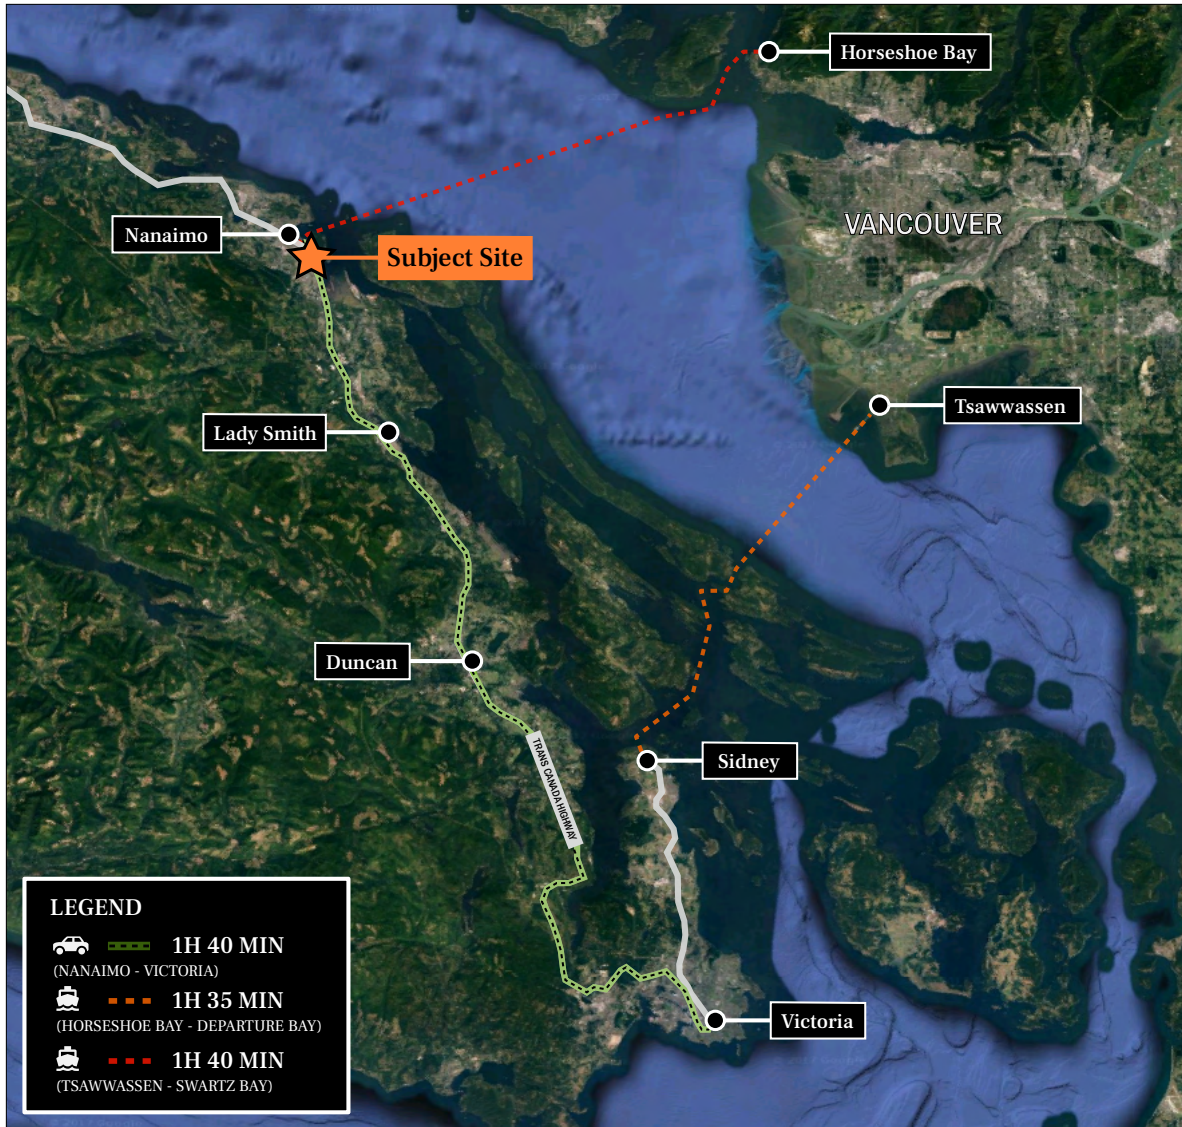 Horseshoe Bay
VANCOUVER
Nanaimo
Subject Site
Tsawwassen
Lady Smith
Duncan
TRANS CANADA HIGHWAY
Sidney
Victoria
LEGEND
1H 40 MIN
(NANAIMO - VICTORIA)
1H 35 MIN
(HORSESHOE BAY - DEPARTURE BAY)
1H 40 MIN
(TSAWWASSEN - SWARTZ BAY)